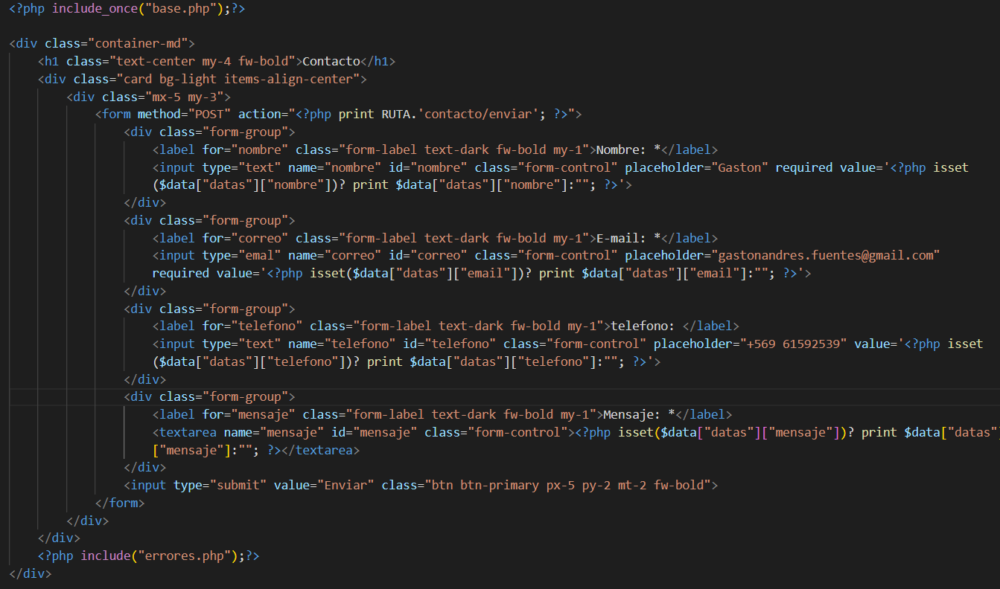 <?php include_once("base.php");?>
<div class="container-md">
<h1 class="text-center my-4 fw-bold">Contacto</h1>
<div class="card bg-light items-align-center">
<div class="mx-5 my-3">
<form method="POST" action="<?php print RUTA.'contacto/enviar'; ?>">
<div class="form-group">
<label for="nombre" class="form-label text-dark fw-bold my-1">Nombre: *</label>
<input type="text" name="nombre" id="nombre" class="form-control" placeholder="Gaston" required value='<?php isset
($data["datas"]["nombre"])? print $data["datas"]["nombre"]:""; ?>'>
</div>
<div class="form-group">
<label for="correo" class="form-label text-dark fw-bold my-1">E-mail: *</label>
<input type="emal" name="correo" id="correo" class="form-control" placeholder="gastonandres.fuentes@gmail.com"
required value='<?php isset($data["datas"]["email"])? print $data["datas"]["email"]:""; ?>'>
</div>
<div class="form-group">
<label for="telefono" class="form-label text-dark fw-bold my-1">telefono: </label>
<input type="text" name="telefono" id="telefono" class="form-control" placeholder="+569 61592539" value='<?php isset
($data["datas"]["telefono"])? print $data["datas"]["telefono"]:""; ?>'>
</div>
<div class="form-group">
<label for="mensaje" class="form-label text-dark fw-bold my-1">Mensaje: *</label>
<textarea name="mensaje" id="mensaje" class="form-control"><?php isset($data["datas"]["mensaje"])? print $data["datas"]
["mensaje"]:""; ?></textarea>
</div>
<input type="submit" value="Enviar" class="btn btn-primary px-5 py-2 mt-2 fw-bold">
</form>
</div>
</div>
<?php include("errores.php");?>
</div>